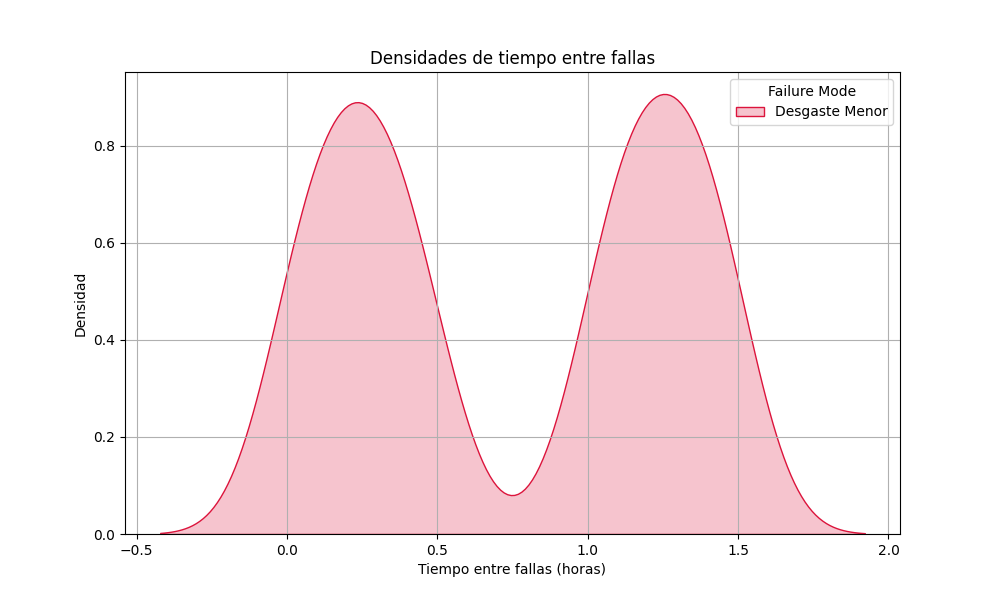 Densidades de tiempo entre fallas
Failure Mode
Desgaste Menor
Densidad
0.8
0.6
0.4
0.2
0.0
−0.5
0.0
0.5
1.0
1.5
2.0
Tiempo entre fallas (horas)